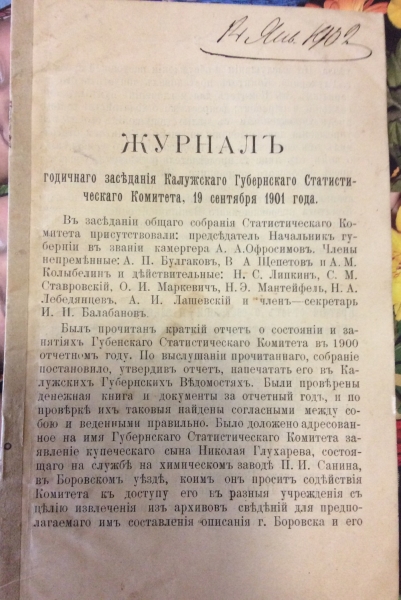 14 Янв. 1902
ЖУРНАЛЪ
годичнаго засѣданія Калужскаго Губернскаго Статисти-
ческаго Комитета, 19 сентября 1901 года.
Въ засѣданіи общаго собранія Статистическаго Ко-
митета присутствовали: предсѣдатель Начальникъ гу-
берніи въ званіи камергера А. А. Офросимовъ. Члены
непремѣнные: А. П. Булгаковъ, В А Щепетовъ и А. М.
Колыбелинъ и дѣйствительные: Н. С. Ляпкинъ, С. М.
Ставровскій, О. И. Маркевичъ, Н. Э. Мантейфель, Н. А.
Лебедянцевъ, А. И. Лашевскій и членъ—секретарь
И. И. Балабановъ.
Былъ прочитанъ краткій отчетъ о состояніи и за-
нятіяхъ Губенскаго Статистическаго Комитета въ 1900
отчетномъ году. По выслушаніи прочитаннаго, собраніе
постановило, утвердивъ отчетъ, напечатать его въ Ка-
лужскихъ Губернскихъ Вѣдомостяхъ. Были провѣрены
денежная книга и документы за отчетный годъ, и по
провѣркѣ ихъ таковыя найдены согласными между со-
бою и веденными правильно. Было доложено адресован-
ное на имя Губернскаго Статистическаго Комитета за-
явленіе купеческаго сына Николая Глухарева, состоя-
щаго на службѣ на химическомъ заводѣ П. И. Санина,
въ Боровскомъ уѣздѣ, коимъ онъ проситъ содѣйствія
Комитета къ доступу его въ разныя учрежденія съ
цѣлію извлеченія изъ архивовъ свѣдѣній для предпо-
лагаемаго имъ составленія описанія г. Боровска и его